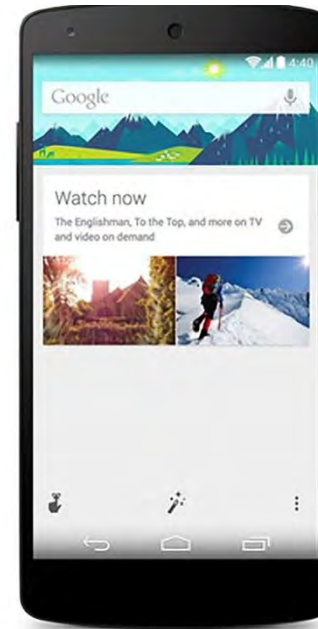 4:40
Google
Watch now
The Englishman, To the Top, and more on TV
and video on demand